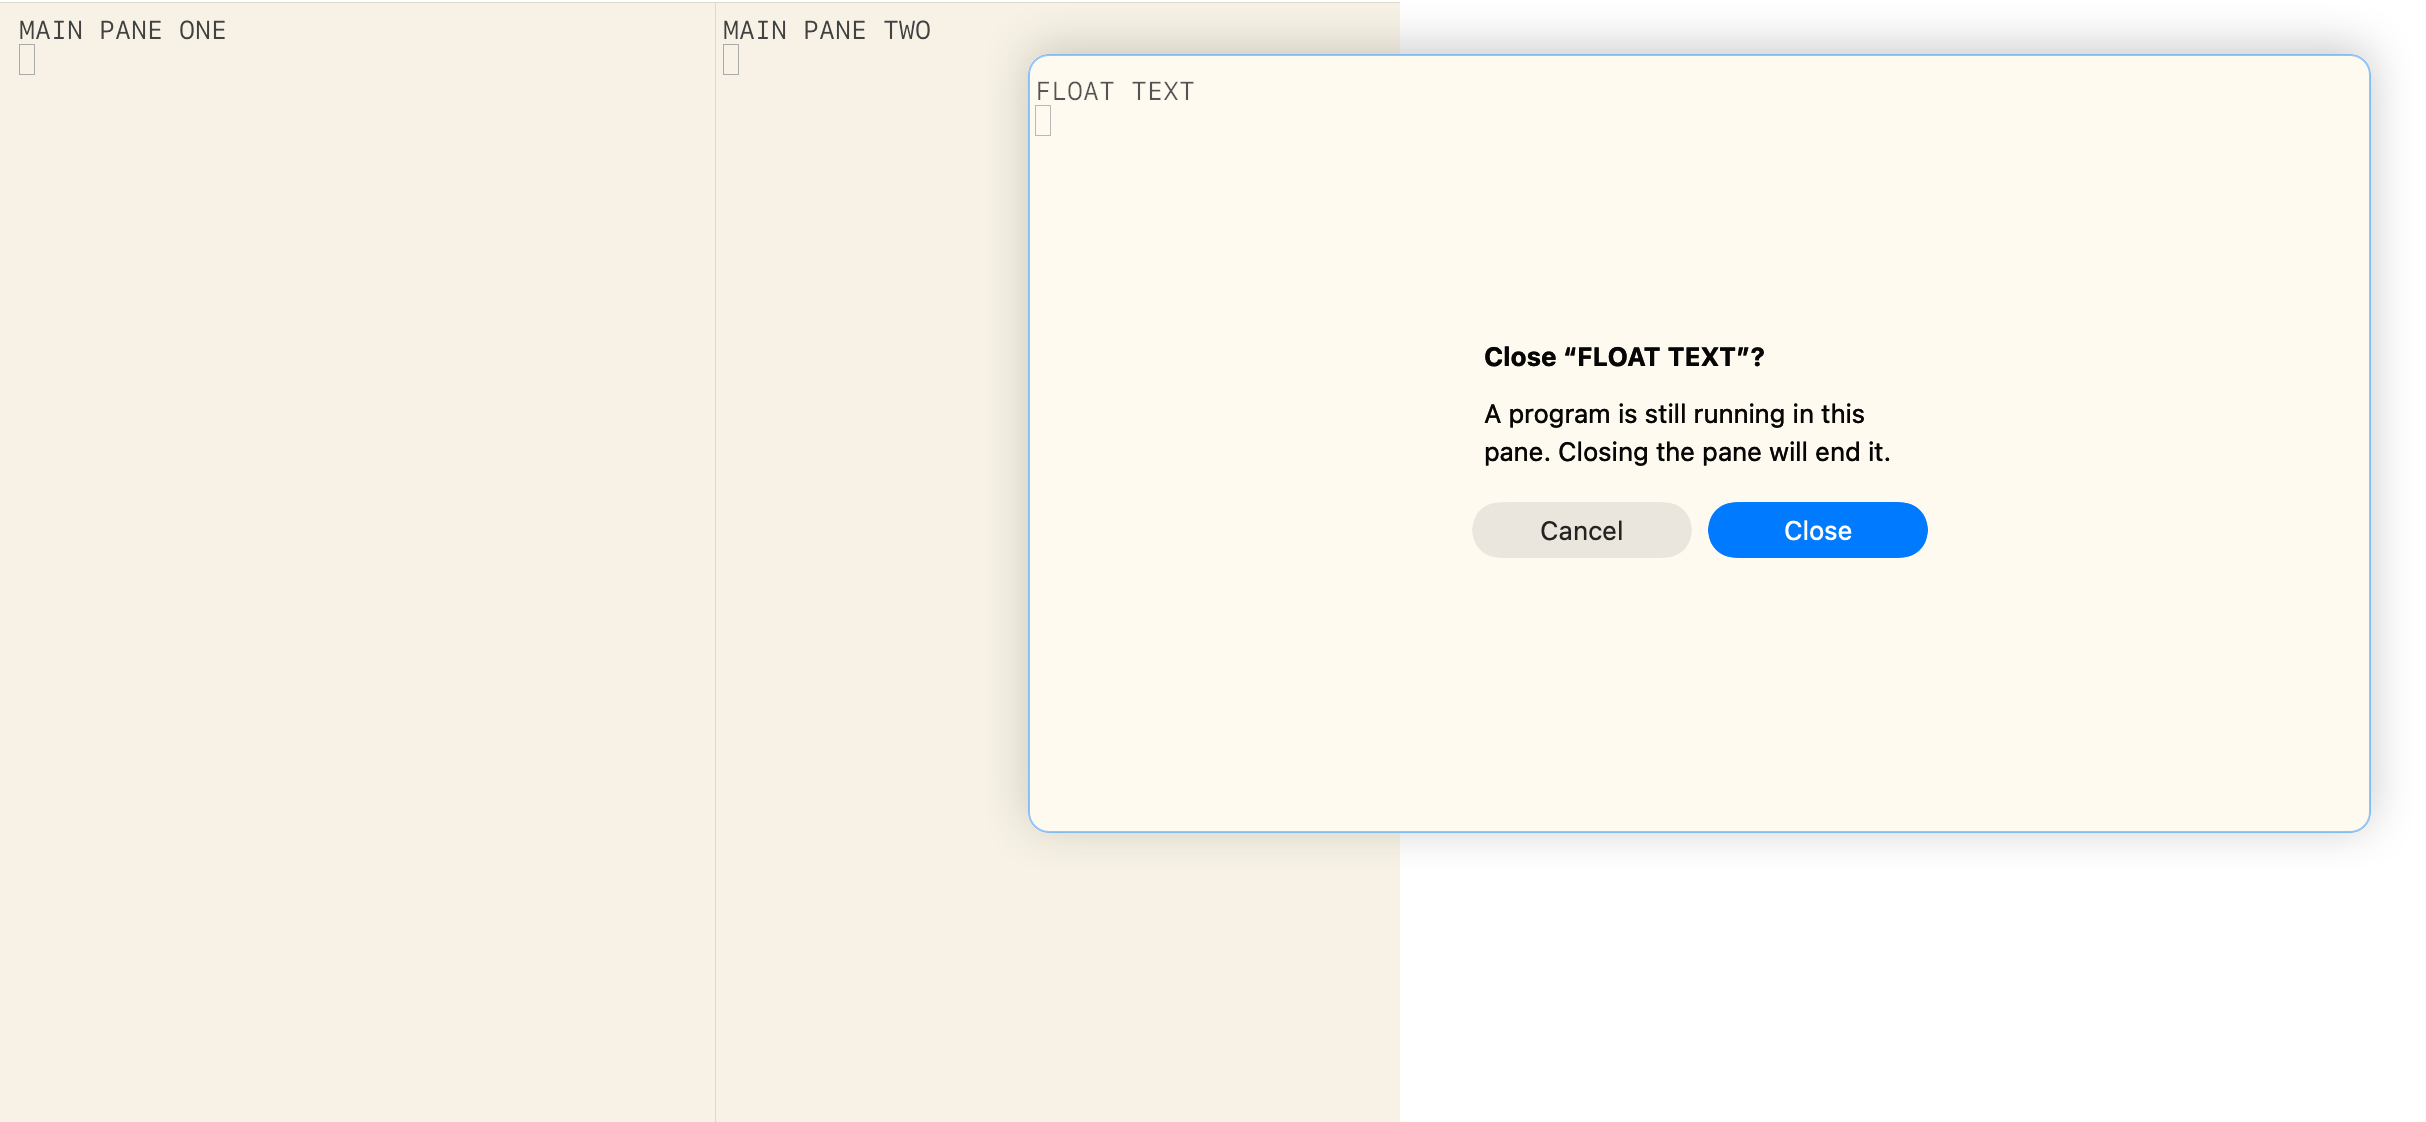 MAIN PANE ONE
MAIN PANE TWO
FLOAT TEXT
Close “FLOAT TEXT”?
A program is still running in this
pane. Closing the pane will end it.
Cancel
Close